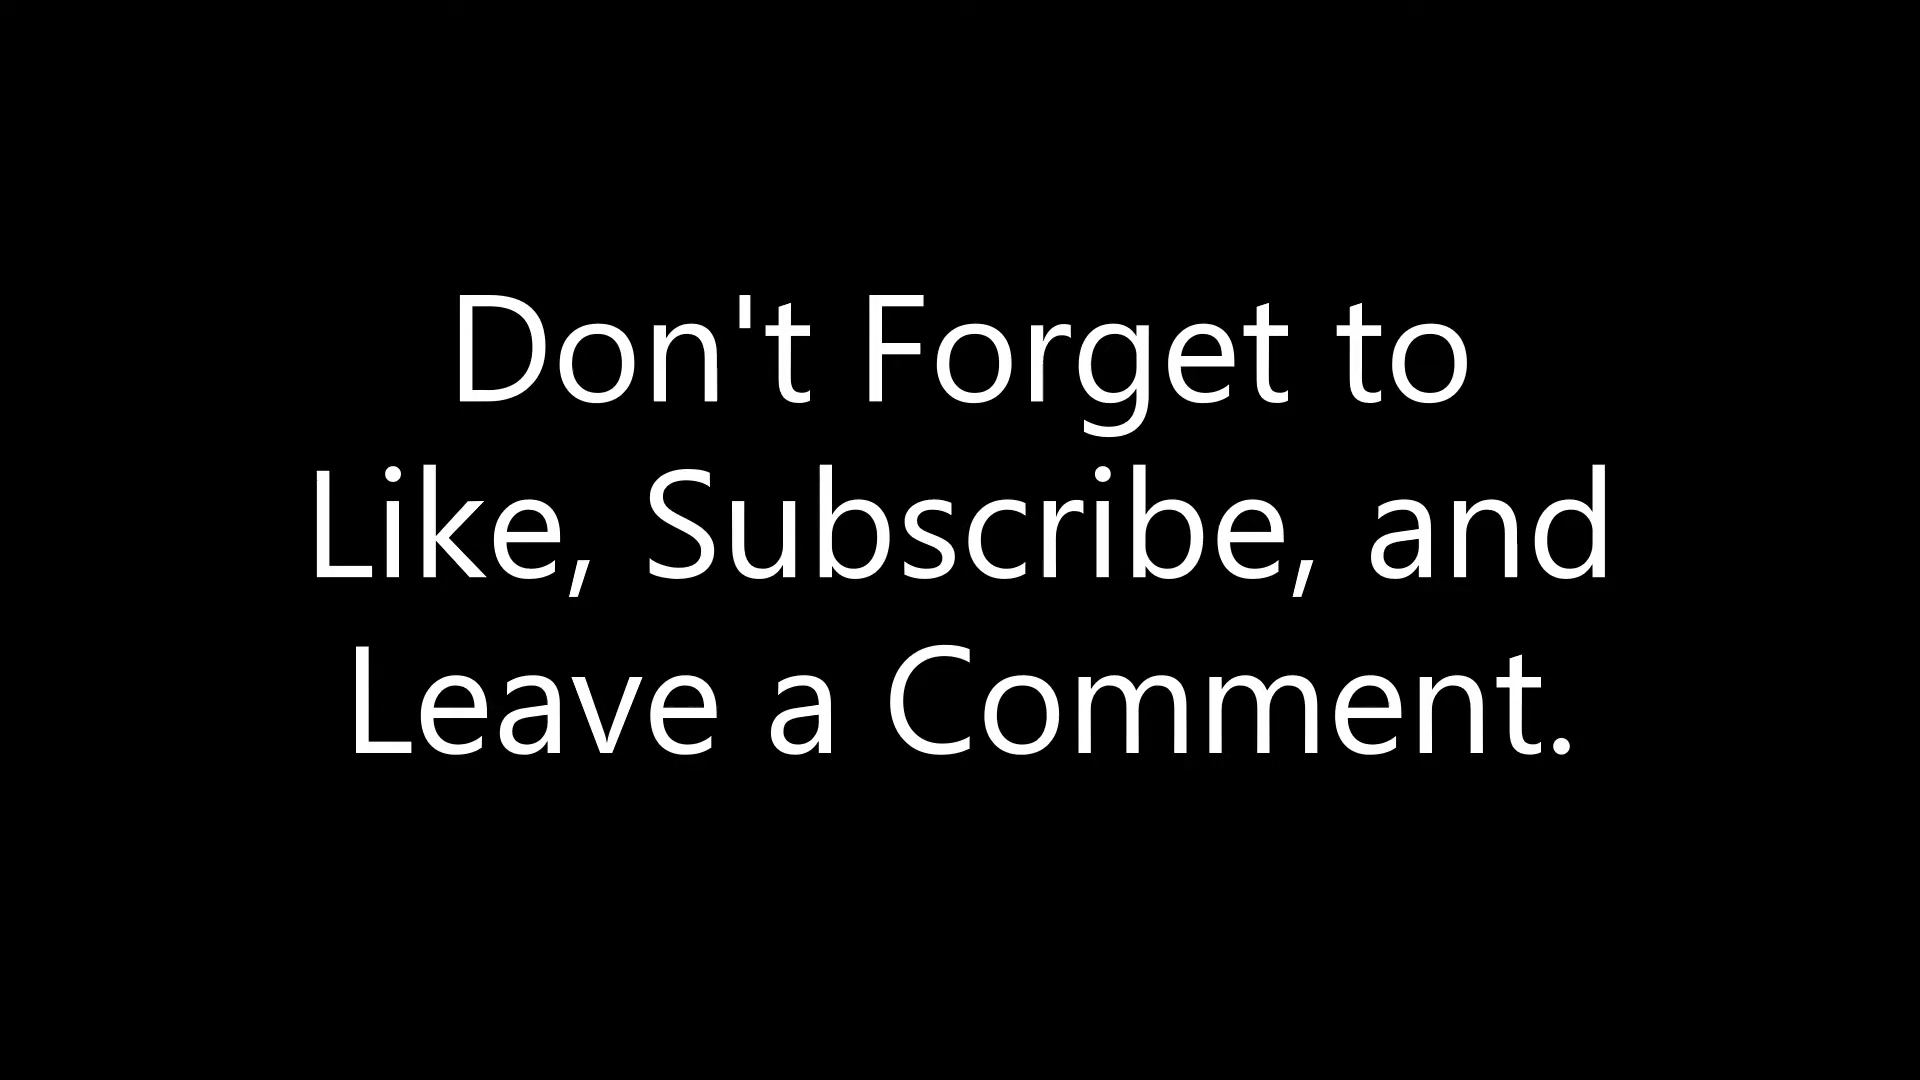 Don't Forget to
Like, Subscribe, and
Leave a Comment.